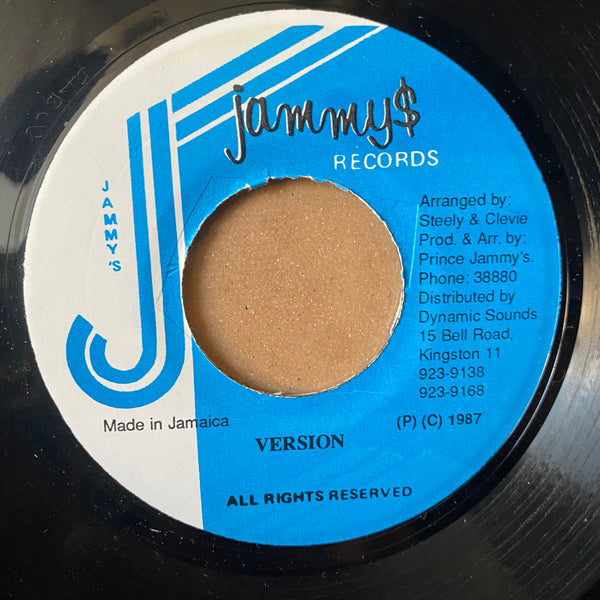 jammy$
RECORDS
JAMMY'S
Arranged by:
Steely & Clevie
Prod. & Arr. by:
Prince Jammy's.
Phone: 38880
Distributed by
Dynamic Sounds
15 Bell Road,
Kingston 11
923-9138
923-9168
Made in Jamaica
(P) (C) 1987
VERSION
ALL RIGHTS RESERVED